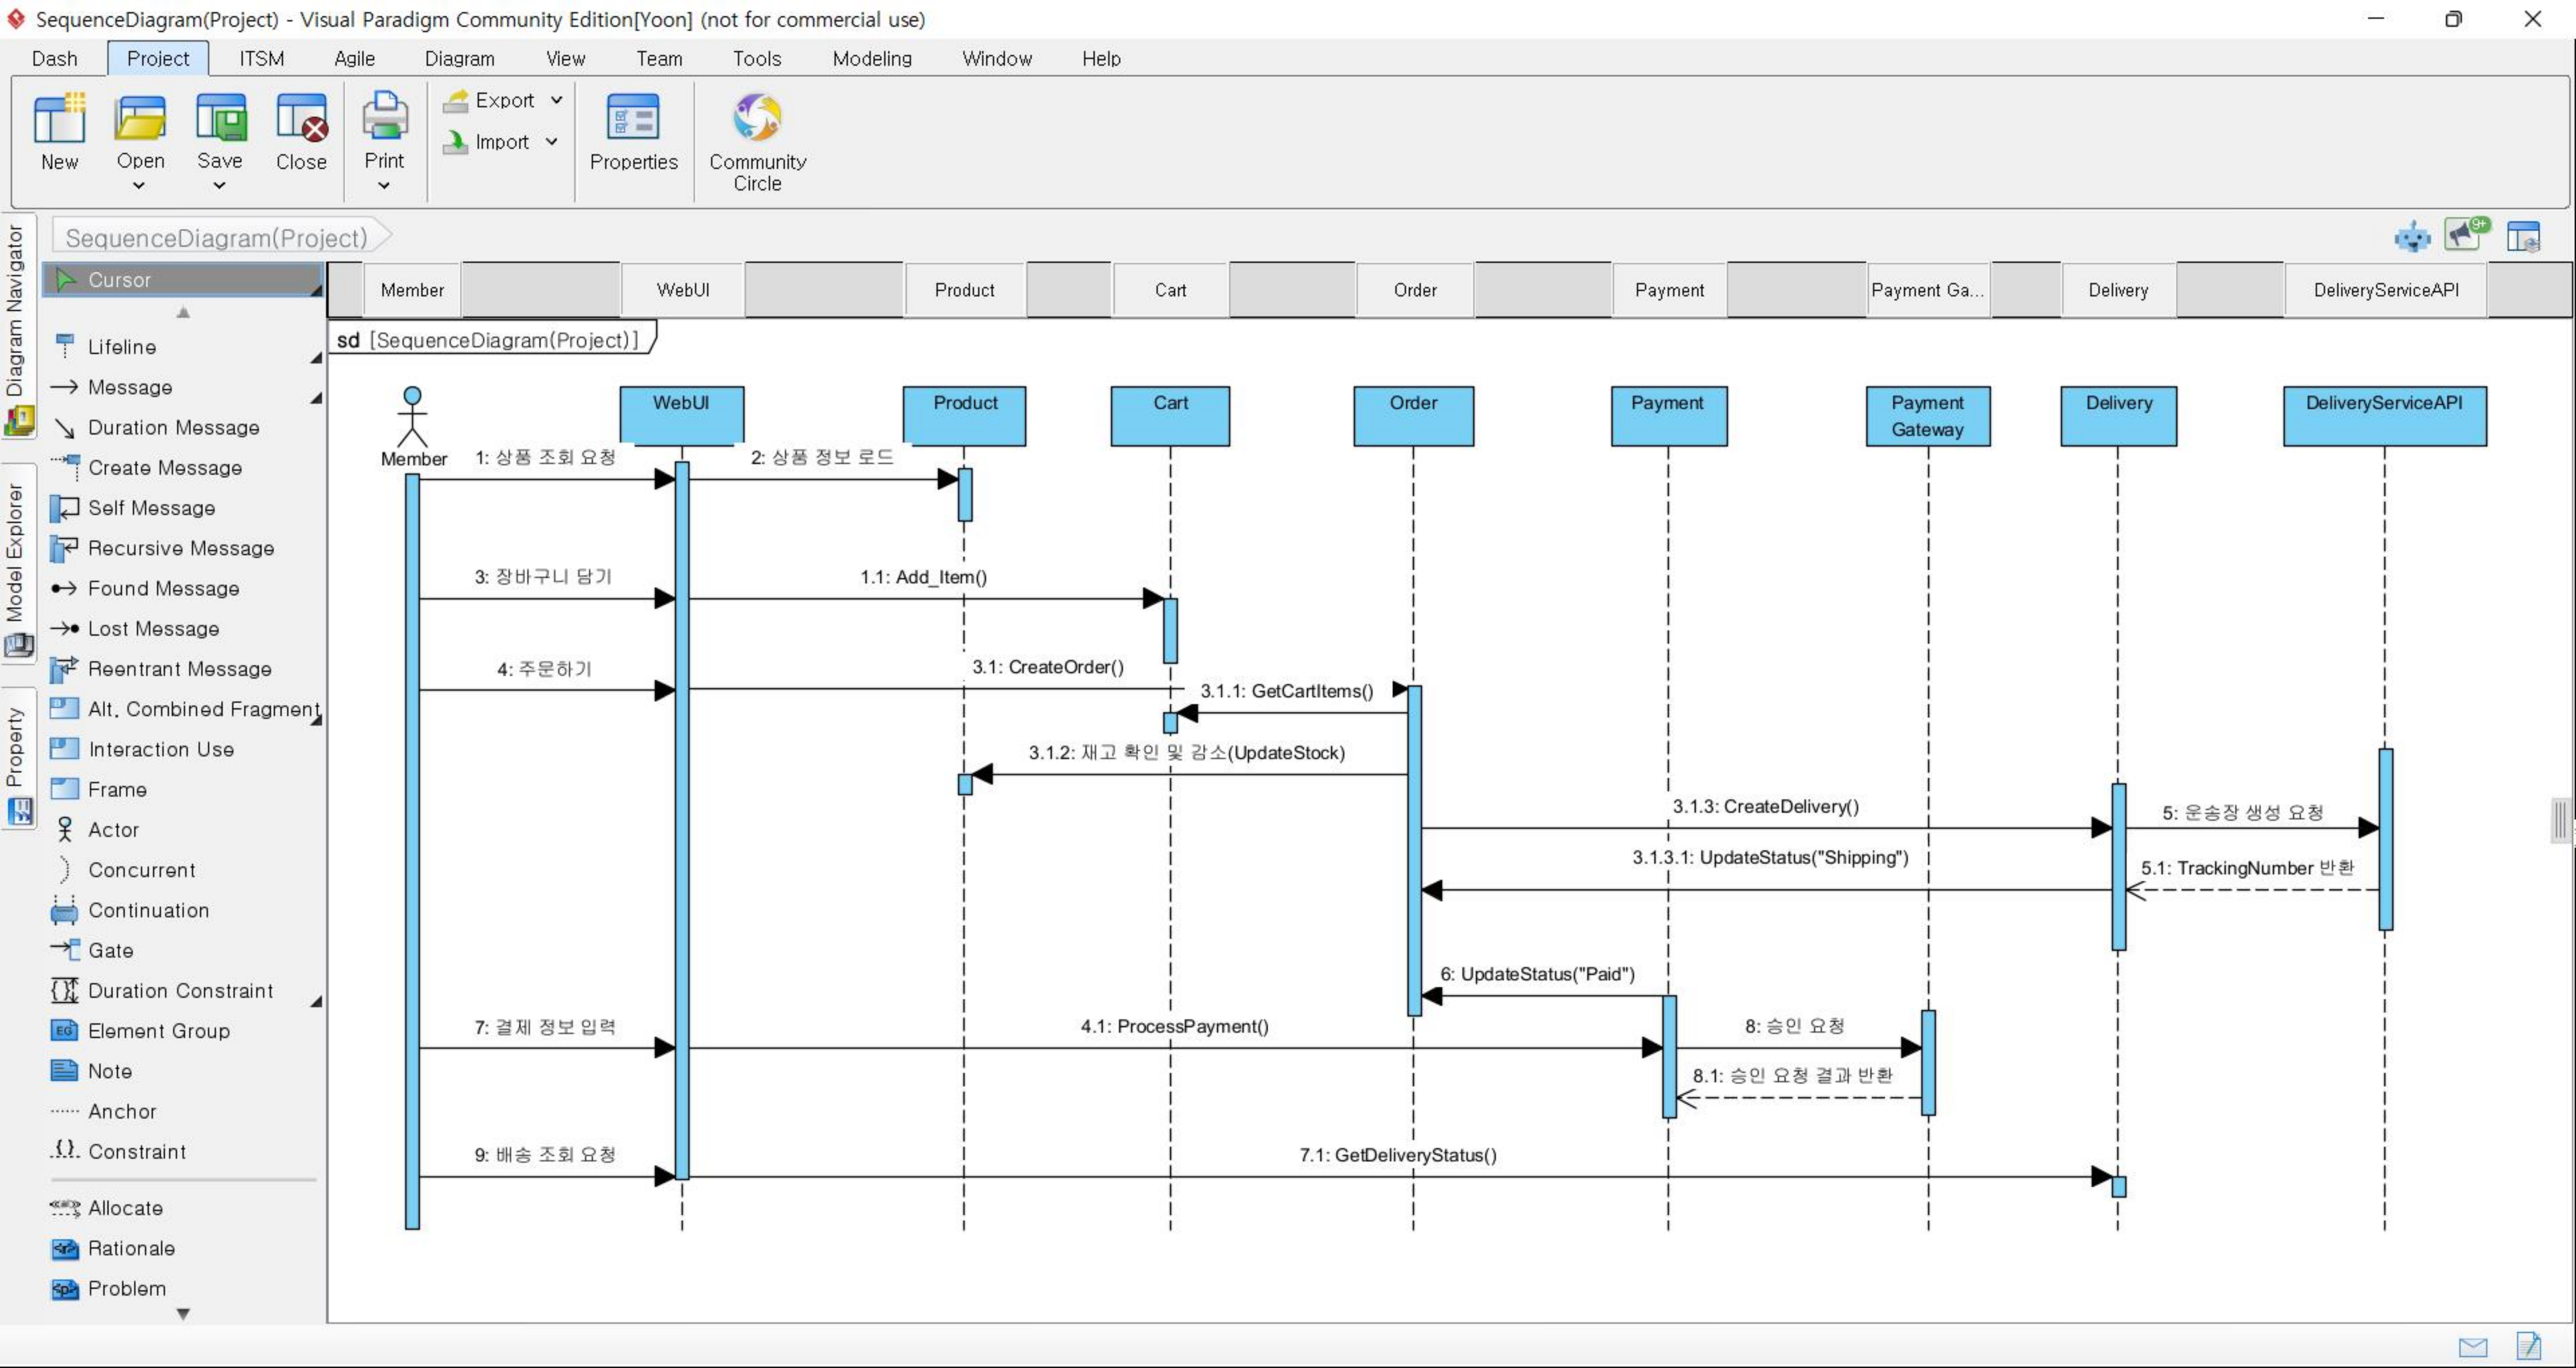 SequenceDiagram(Project) - Visual Paradigm Community Edition[Yoon] (not for commercial use)
Dash Project ITSM Agile Diagram View Team Tools Modeling Window Help
Export
Import
New Open Save Close Print Properties Community
Circle
SequenceDiagram(Project)
9+
Diagram Navigator
Model Explorer
Property
Cursor
Lifeline
Message
Duration Message
Create Message
Self Message
Recursive Message
Found Message
Lost Message
Reentrant Message
Alt. Combined Fragment
Interaction Use
Frame
Actor
Concurrent
Continuation
Gate
Duration Constraint
EG Element Group
Note
Anchor
Constraint
Allocate
Rationale
Problem
Member WebUI Product Cart Order Payment Payment Ga... Delivery DeliveryServiceAPI
sd [SequenceDiagram(Project)]
WebUI Product Cart Order Payment Payment Delivery DeliveryServiceAPI
Gateway
Member
1: 상품 조회 요청
2: 상품 정보 로드
3: 장바구니 담기
1.1: Add_Item()
4: 주문하기
3.1: CreateOrder()
3.1.1: GetCartItems()
3.1.2: 재고 확인 및 감소(UpdateStock)
3.1.3: CreateDelivery()
5: 운송장 생성 요청
3.1.3.1: UpdateStatus("Shipping")
5.1: TrackingNumber 반환
6: UpdateStatus("Paid")
7: 결제 정보 입력
4.1: ProcessPayment()
8: 승인 요청
8.1: 승인 요청 결과 반환
9: 배송 조회 요청
7.1: GetDeliveryStatus()